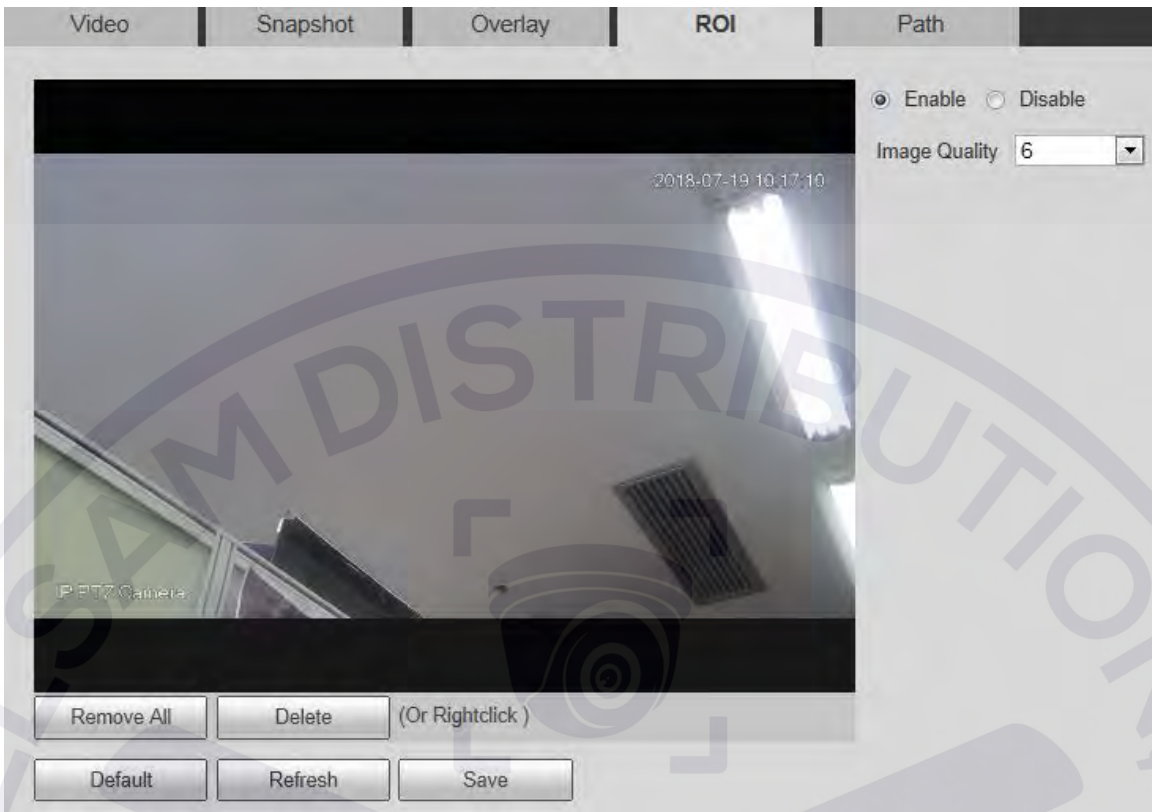 Video Snapshot Overlay ROI Path
Enable Disable
Image Quality 6
2018-07-19 10:17:10
IP PTZ Camera
Remove All Delete (Or Rightclick )
Default Refresh Save
SAM DISTRIBUTION